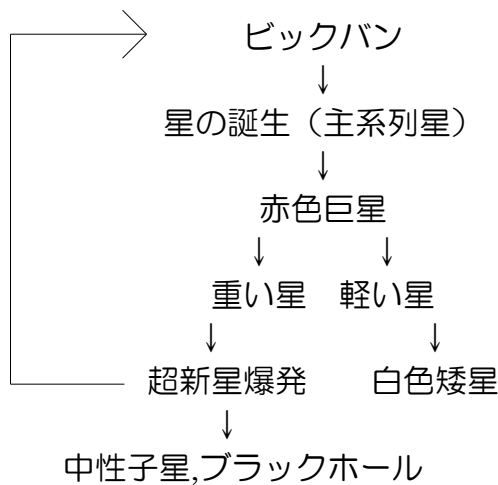 ビックバン
↓
星の誕生（主系列星）
↓
赤色巨星
↓ ↓
重い星 軽い星
↓ ↓
超新星爆発 白色矮星
↓
中性子星,ブラックホール